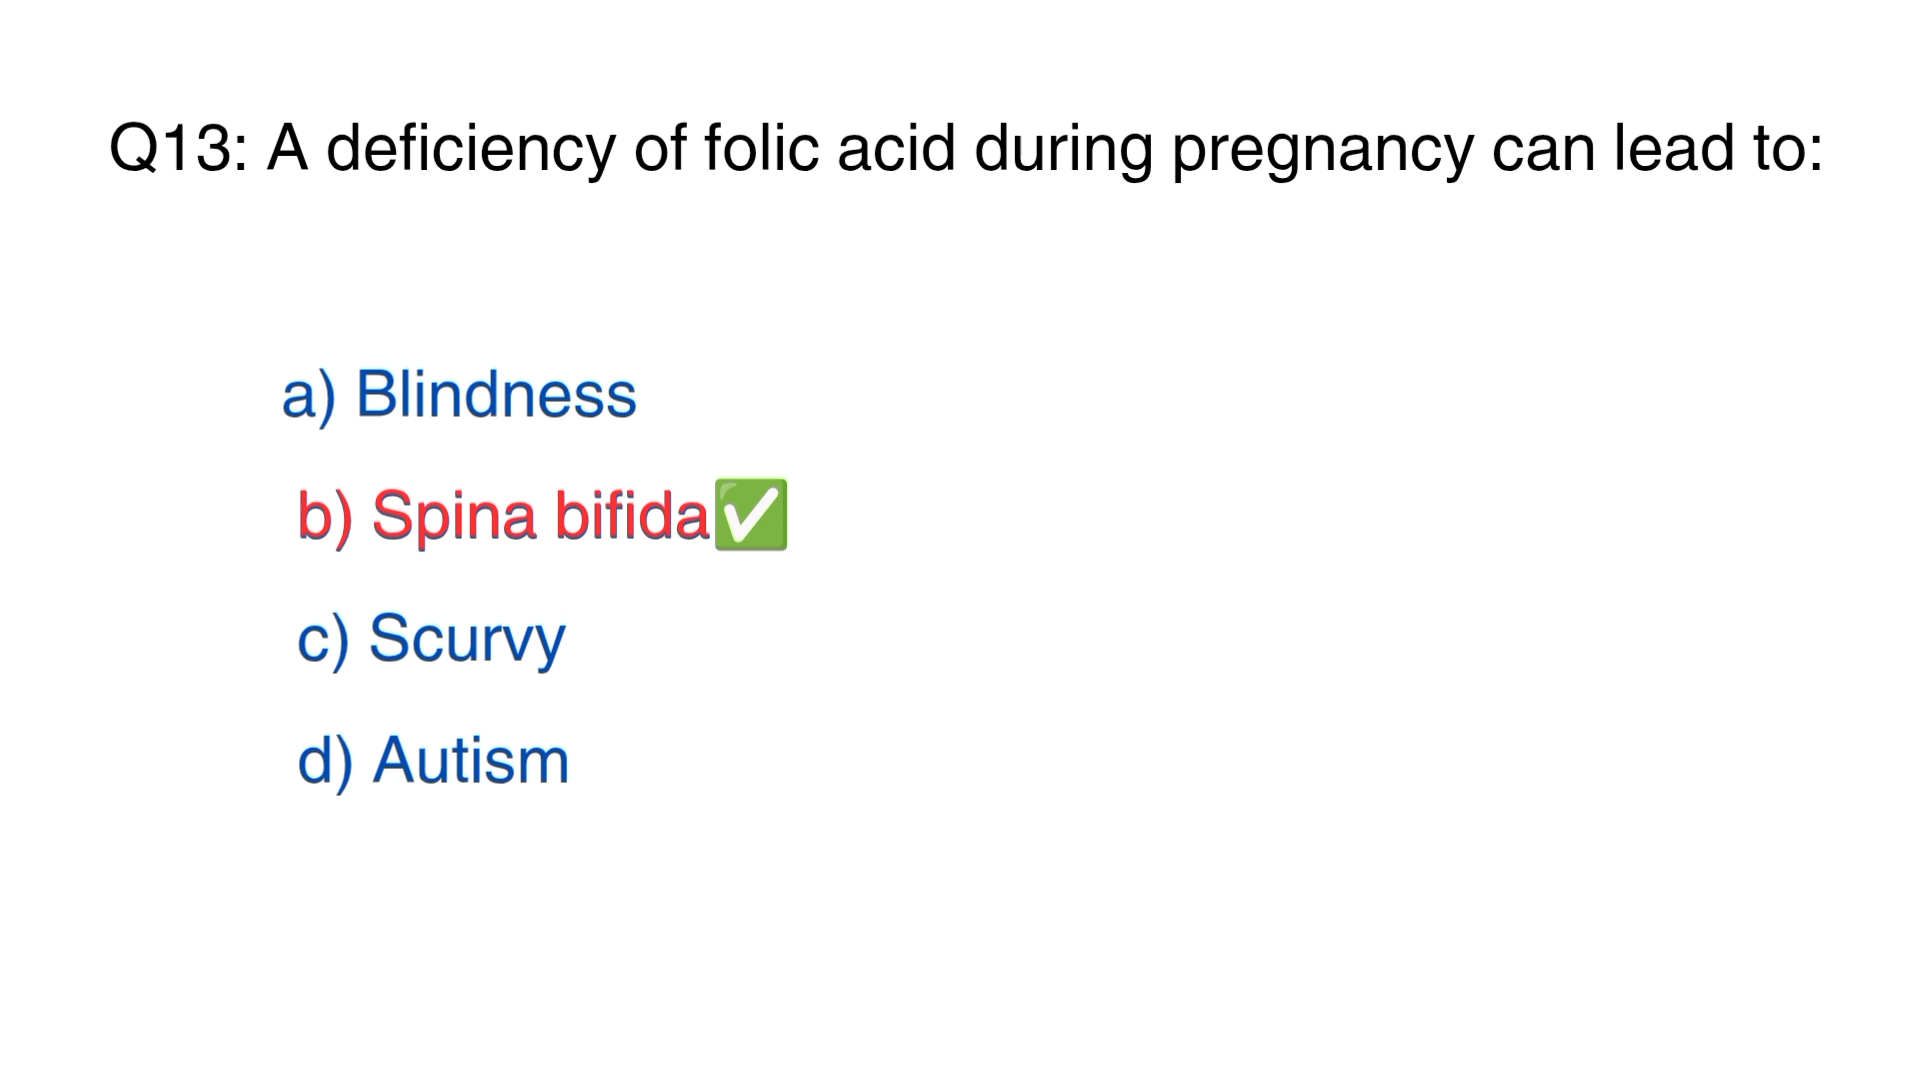 Q13: A deficiency of folic acid during pregnancy can lead to:
a) Blindness
b) Spina bifida✅
c) Scurvy
d) Autism